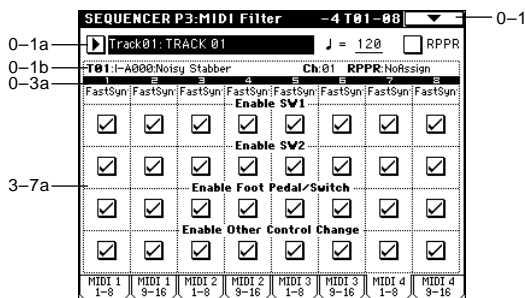 SEQUENCER P3:MIDI Filter -4 T01-08
0-1
0-1a
Track01: TRACK 01 ♩ = 120 RPPR
0-1b
T01:I-A000:Noisy Stabber Ch:01 RPPR:NoAssign
0-3a
1 2 3 4 5 6 7 8
FastSyn FastSyn FastSyn FastSyn FastSyn FastSyn FastSyn FastSyn
Enable SW1
Enable SW2
3-7a
Enable Foot Pedal/Switch
Enable Other Control Change
MIDI 1 MIDI 1 MIDI 2 MIDI 2 MIDI 3 MIDI 3 MIDI 4 MIDI 4
1-8 9-16 1-8 9-16 1-8 9-16 1-8 9-16